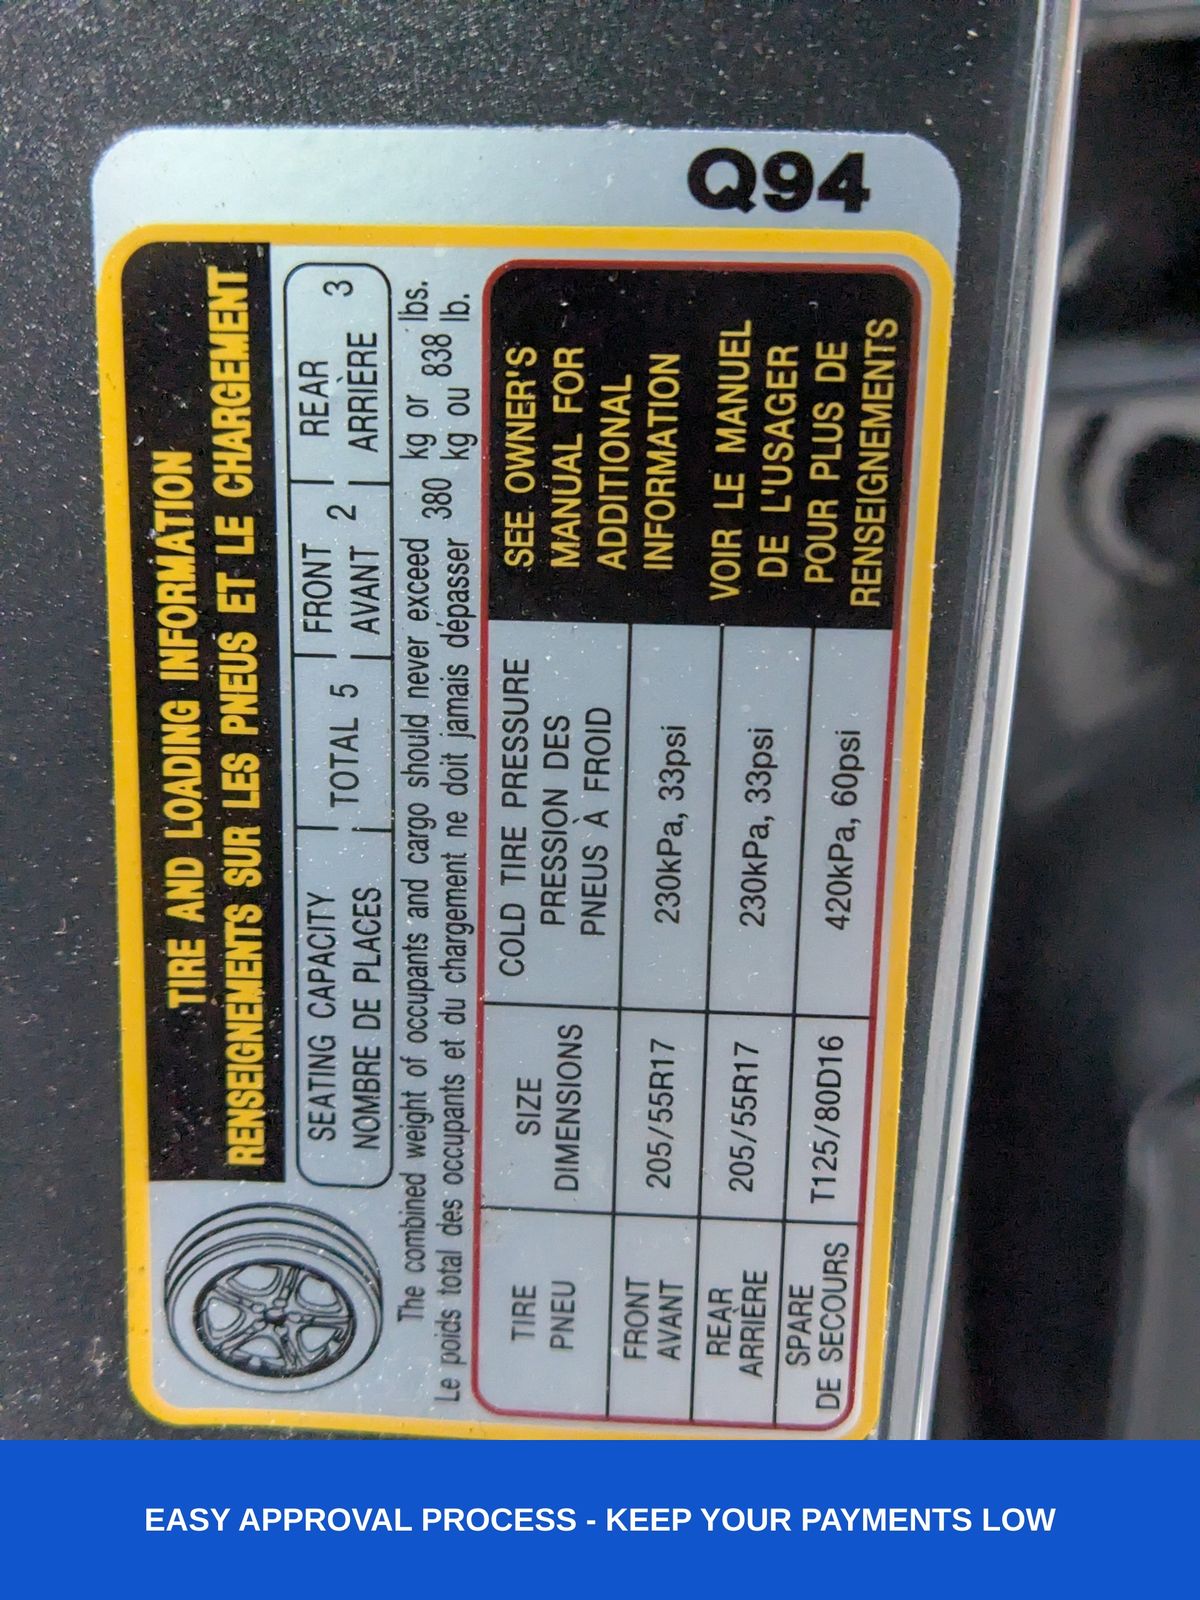 Q94
TIRE AND LOADING INFORMATION
RENSEIGNEMENTS SUR LES PNEUS ET LE CHARGEMENT
SEATING CAPACITY
NOMBRE DE PLACES
TOTAL 5
FRONT
AVANT 2
REAR
ARRIÈRE 3
The combined weight of occupants and cargo should never exceed 380 kg or 838 lbs.
Le poids total des occupants et du chargement ne doit jamais dépasser 380 kg ou 838 lb.
TIRE
PNEU
SIZE
DIMENSIONS
COLD TIRE PRESSURE
PRESSION DES
PNEUS À FROID
FRONT
AVANT
205/55R17
230kPa, 33psi
REAR
ARRIÈRE
205/55R17
230kPa, 33psi
SPARE
DE SECOURS
T125/80D16
420kPa, 60psi
SEE OWNER'S
MANUAL FOR
ADDITIONAL
INFORMATION
VOIR LE MANUEL
DE L'USAGER
POUR PLUS DE
RENSEIGNEMENTS
EASY APPROVAL PROCESS - KEEP YOUR PAYMENTS LOW